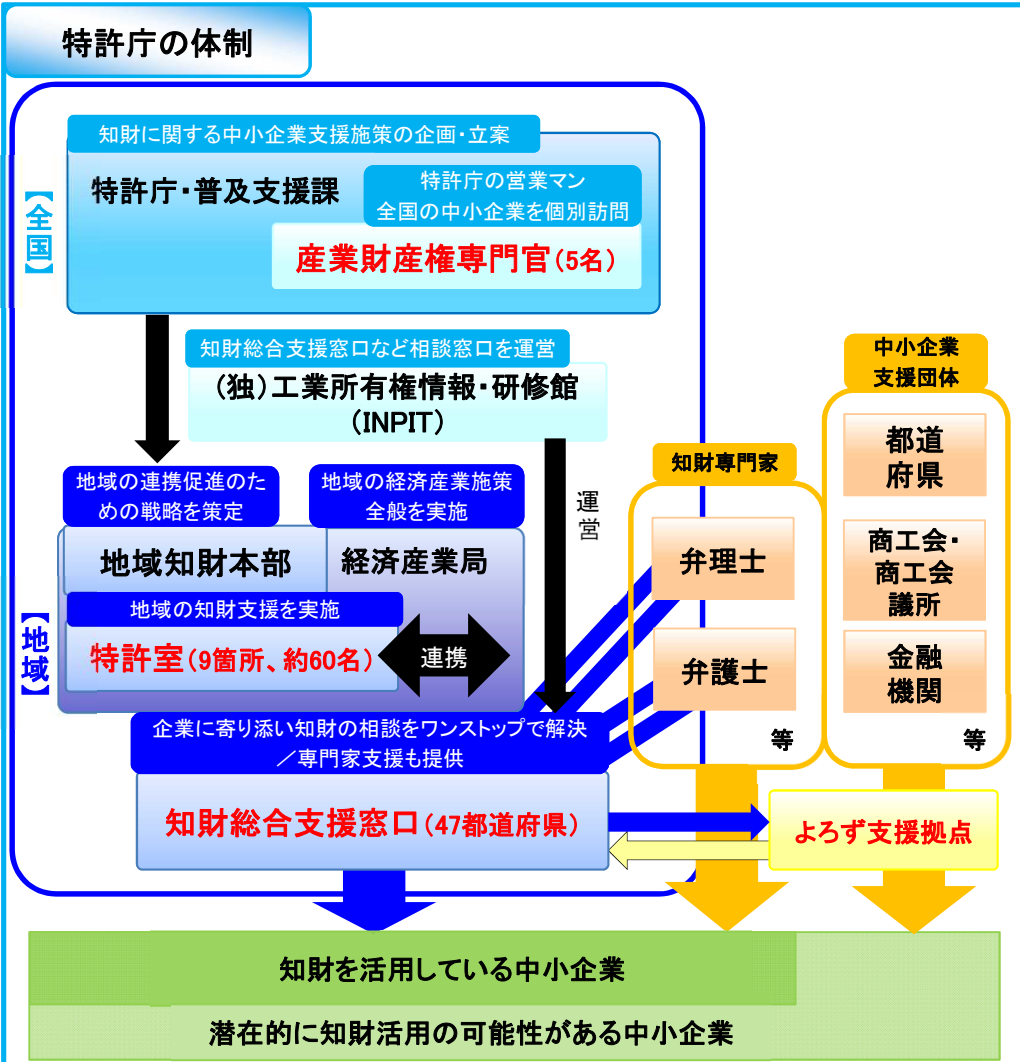 特許庁の体制
知財に関する中小企業支援施策の企画・立案
特許庁・普及支援課
特許庁の営業マン
全国の中小企業を個別訪問
産業財産権専門官(5名)
【全国】
知財総合支援窓口など相談窓口を運営
(独)工業所有権情報・研修館
(INPIT)
運営
地域の連携促進のた
めの戦略を策定
地域の経済産業施策
全般を実施
地域知財本部
経済産業局
地域の知財支援を実施
特許室(9箇所、約60名)
連携
【地域】
企業に寄り添い知財の相談をワンストップで解決
/専門家支援も提供
知財総合支援窓口(47都道府県)
知財専門家
弁理士
弁護士
等
中小企業
支援団体
都道
府県
商工会・
商工会
議所
金融
機関
等
よろず支援拠点
知財を活用している中小企業
潜在的に知財活用の可能性がある中小企業